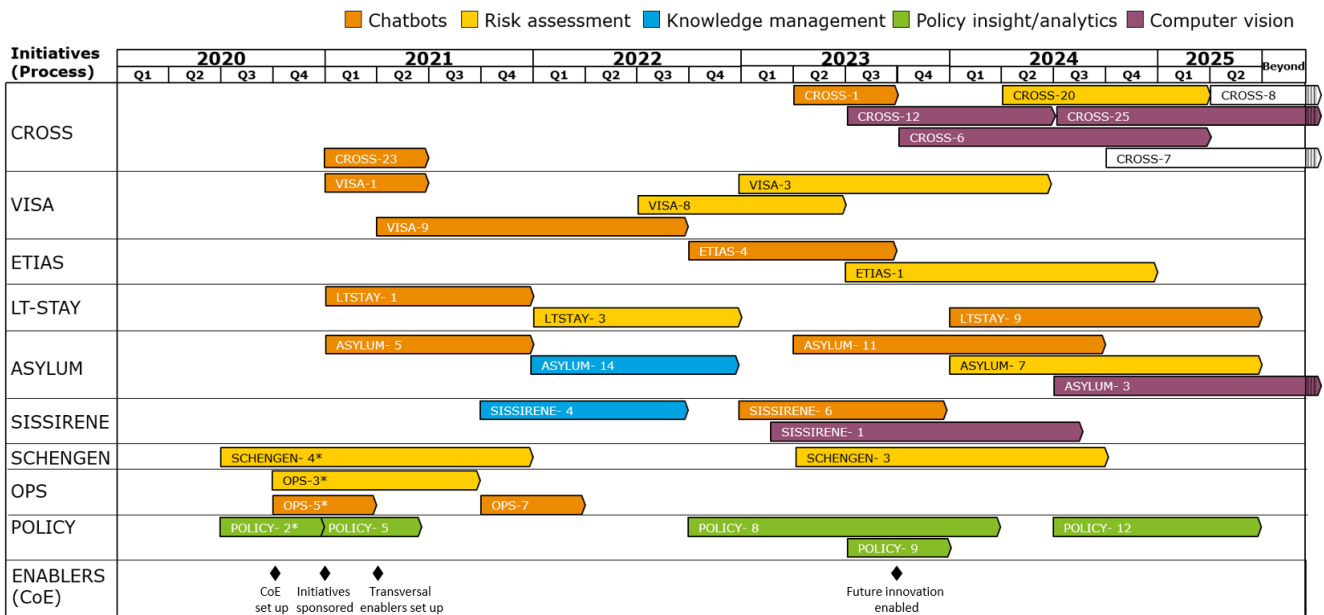 Chatbots Risk assessment Knowledge management Policy insight/analytics Computer vision
Initiatives
(Process)
2020 2021 2022 2023 2024 2025 Beyond
Q1 Q2 Q3 Q4 Q1 Q2 Q3 Q4 Q1 Q2 Q3 Q4 Q1 Q2 Q3 Q4 Q1 Q2 Q3 Q4 Q1 Q2
CROSS
CROSS-1 CROSS-20 CROSS-8
CROSS-12 CROSS-25
CROSS-6
CROSS-23 CROSS-7
VISA
VISA-1 VISA-3
VISA-8
VISA-9
ETIAS
ETIAS-4
ETIAS-1
LT-STAY
LTSTAY- 1
LTSTAY- 3 LTSTAY- 9
ASYLUM
ASYLUM- 5 ASYLUM- 11
ASYLUM- 14 ASYLUM- 7
ASYLUM- 3
SISSIRENE
SISSIRENE- 4 SISSIRENE- 6
SISSIRENE- 1
SCHENGEN
SCHENGEN- 4* SCHENGEN- 3
OPS
OPS-3*
OPS-5* OPS-7
POLICY
POLICY- 2* POLICY- 5 POLICY- 8 POLICY- 12
POLICY- 9
ENABLERS
(CoE)
CoE
set up
Initiatives
sponsored
Transversal
enablers set up
Future innovation
enabled